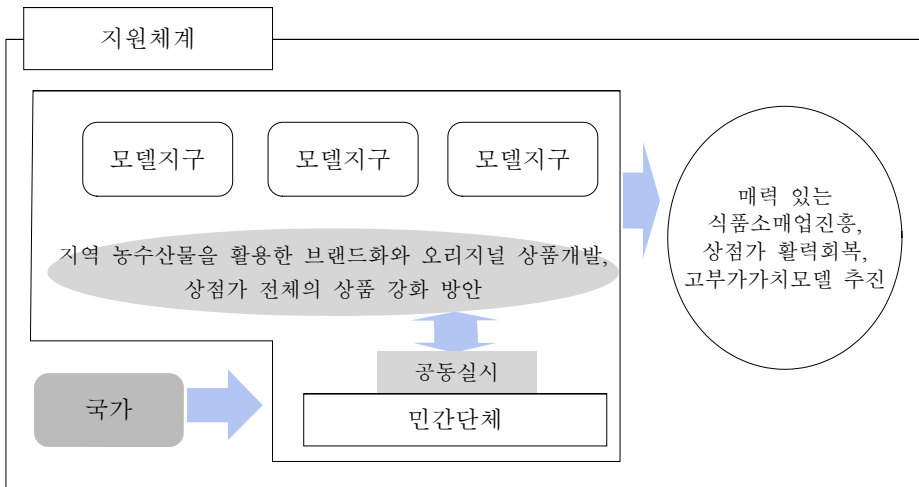 지원체계
모델지구
모델지구
모델지구
지역 농수산물을 활용한 브랜드화와 오리지널 상품개발,
상점가 전체의 상품 강화 방안
공동실시
민간단체
국가
매력 있는
식품소매업진흥,
상점가 활력회복,
고부가가치모델 추진